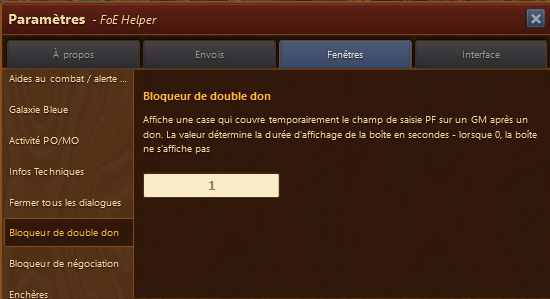 Paramètres - FoE Helper
À propos
Envois
Fenêtres
Interface
Aides au combat / alerte ...
Galaxie Bleue
Activité PO/MO
Infos Techniques
Fermer tous les dialogues
Bloqueur de double don
Bloqueur de négociation
Enchères
Bloqueur de double don
Affiche une case qui couvre temporairement le champ de saisie PF sur un GM après un
don. La valeur détermine la durée d'affichage de la boîte en secondes - lorsque 0, la boîte
ne s'affiche pas
1